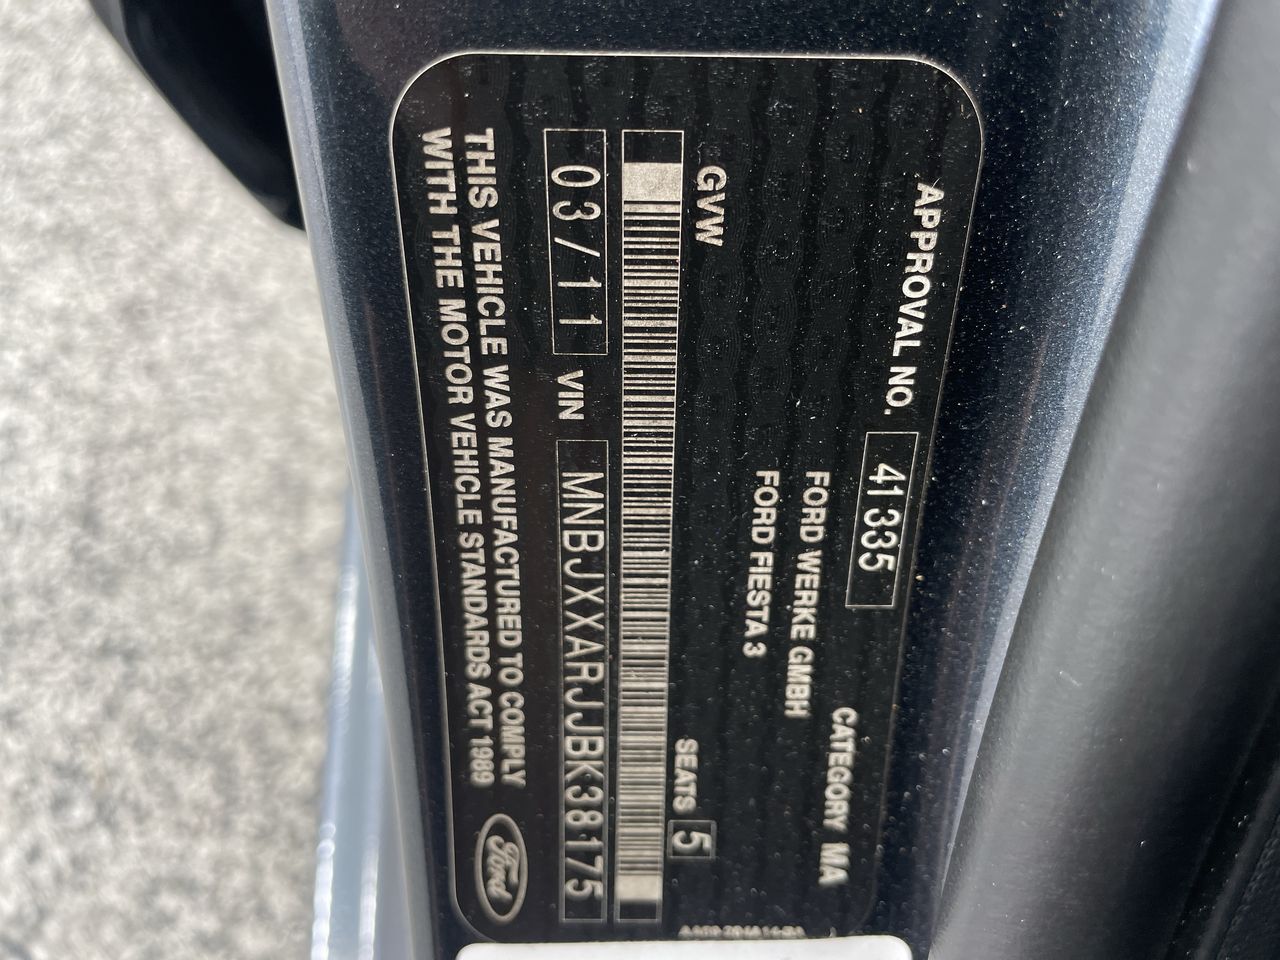 APPROVAL NO. 41335
CATEGORY MA
FORD WERKE GMBH
FORD FIESTA 3
GVW
SEATS 5
03/11 VIN MNBJXXARJJBK38175
THIS VEHICLE WAS MANUFACTURED TO COMPLY
WITH THE MOTOR VEHICLE STANDARDS ACT 1989
Ford